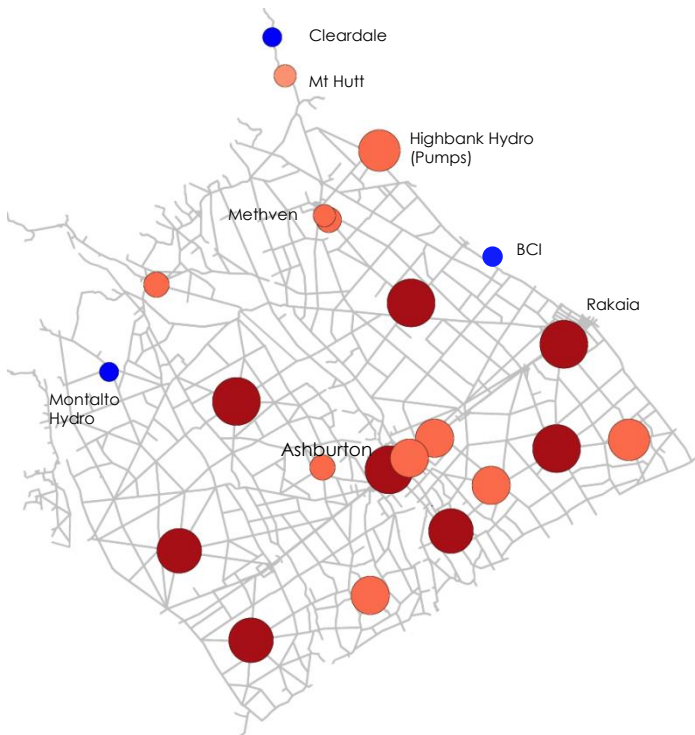 Cleardale
Mt Hutt
Highbank Hydro
(Pumps)
Methven
BCI
Rakaia
Montalto
Hydro
Ashburton